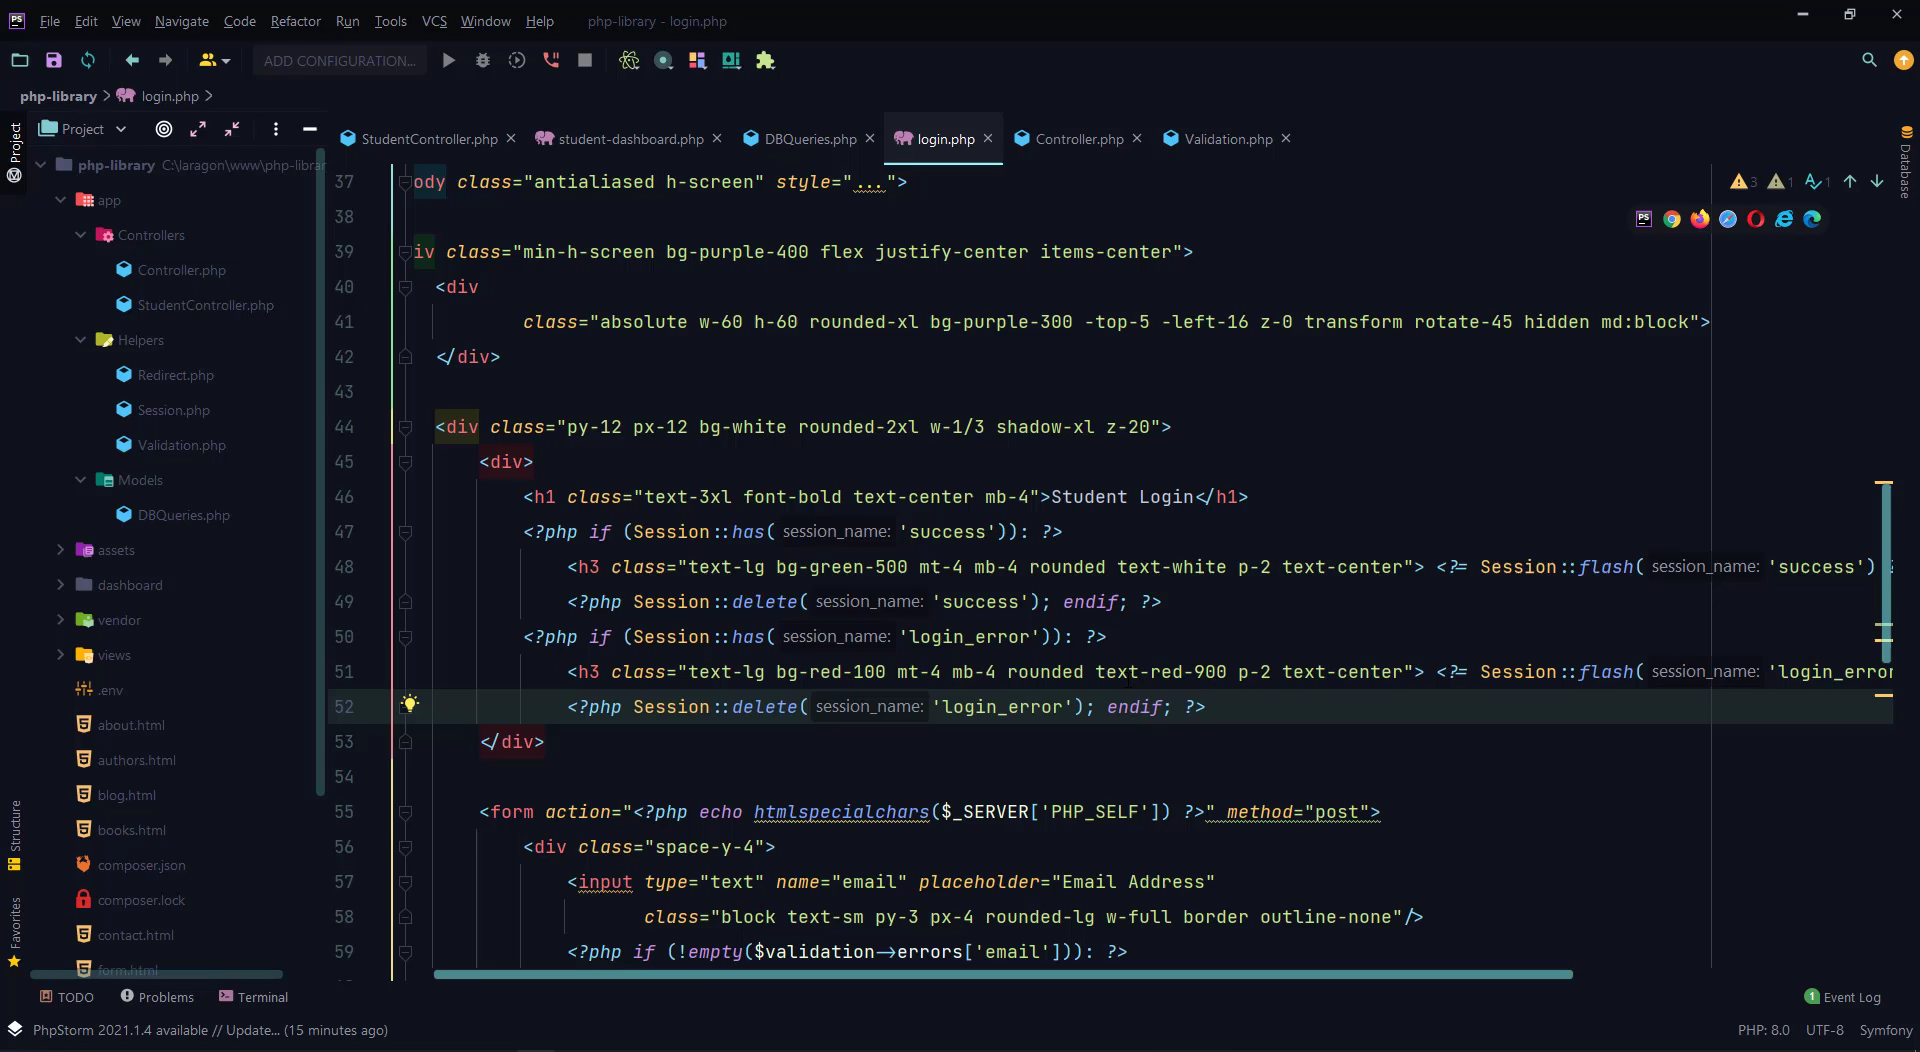 PS File Edit View Navigate Code Refactor Run Tools VCS Window Help php-library - login.php
ADD CONFIGURATION...
php-library login.php
Project
StudentController.php student-dashboard.php DBQueries.php login.php Controller.php Validation.php
Project
Structure
Favorites
Database
php-library C:\laragon\www\php-librar
app
Controllers
Controller.php
StudentController.php
Helpers
Redirect.php
Session.php
Validation.php
Models
DBQueries.php
assets
dashboard
vendor
views
.env
about.html
authors.html
blog.html
books.html
composer.json
composer.lock
contact.html
form.html
3 1 1
PS
37 ody class="antialiased h-screen" style="...">
38
39 iv class="min-h-screen bg-purple-400 flex justify-center items-center">
40 <div
41 class="absolute w-60 h-60 rounded-xl bg-purple-300 -top-5 -left-16 z-0 transform rotate-45 hidden md:block">
42 </div>
43
44 <div class="py-12 px-12 bg-white rounded-2xl w-1/3 shadow-xl z-20">
45 <div>
46 <h1 class="text-3xl font-bold text-center mb-4">Student Login</h1>
47 <?php if (Session::has( session_name: 'success')): ?>
48 <h3 class="text-lg bg-green-500 mt-4 mb-4 rounded text-white p-2 text-center"> <?= Session::flash( session_name: 'success')
49 <?php Session::delete( session_name: 'success'); endif; ?>
50 <?php if (Session::has( session_name: 'login_error')): ?>
51 <h3 class="text-lg bg-red-100 mt-4 mb-4 rounded text-red-900 p-2 text-center"> <?= Session::flash( session_name: 'login_error
52 <?php Session::delete( session_name: 'login_error'); endif; ?>
53 </div>
54
55 <form action="<?php echo htmlspecialchars($_SERVER['PHP_SELF']) ?>" method="post">
56 <div class="space-y-4">
57 <input type="text" name="email" placeholder="Email Address"
58 class="block text-sm py-3 px-4 rounded-lg w-full border outline-none"/>
59 <?php if (!empty($validation->errors['email'])): ?>
TODO Problems Terminal 1 Event Log
PhpStorm 2021.1.4 available // Update... (15 minutes ago) PHP: 8.0 UTF-8 Symfony